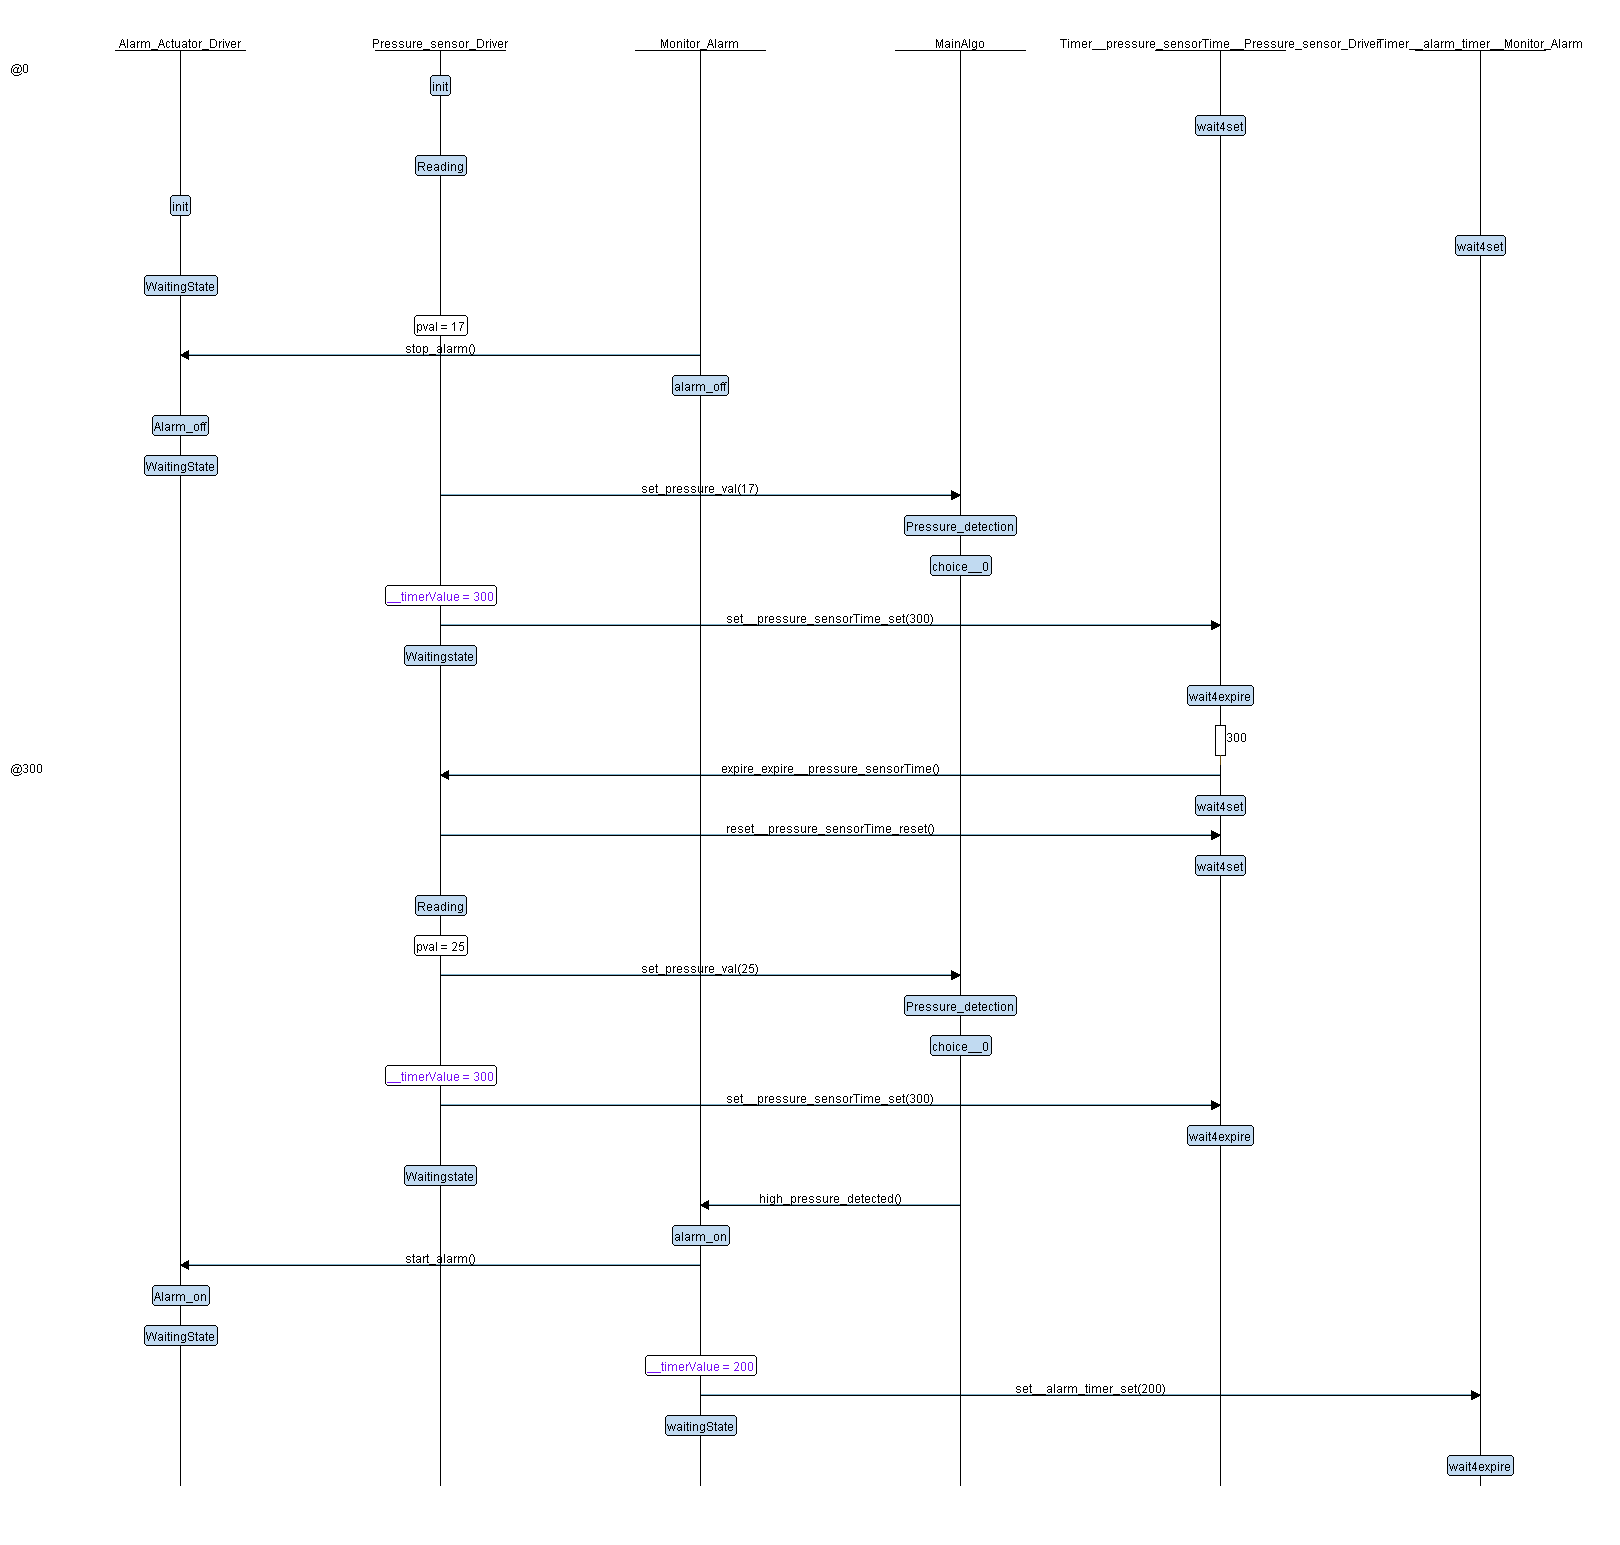 Alarm_Actuator_Driver
Pressure_sensor_Driver
Monitor_Alarm
MainAlgo
Timer__pressure_sensorTime__Pressure_sensor_Driver
Timer__alarm_timer__Monitor_Alarm
@0
init
wait4set
Reading
init
wait4set
WaitingState
pval = 17
stop_alarm()
alarm_off
Alarm_off
WaitingState
set_pressure_val(17)
Pressure_detection
choice__0
__timerValue = 300
set__pressure_sensorTime_set(300)
Waitingstate
wait4expire
300
@300
expire_expire__pressure_sensorTime()
wait4set
reset__pressure_sensorTime_reset()
wait4set
Reading
pval = 25
set_pressure_val(25)
Pressure_detection
choice__0
__timerValue = 300
set__pressure_sensorTime_set(300)
wait4expire
Waitingstate
high_pressure_detected()
alarm_on
start_alarm()
Alarm_on
WaitingState
__timerValue = 200
set__alarm_timer_set(200)
waitingState
wait4expire